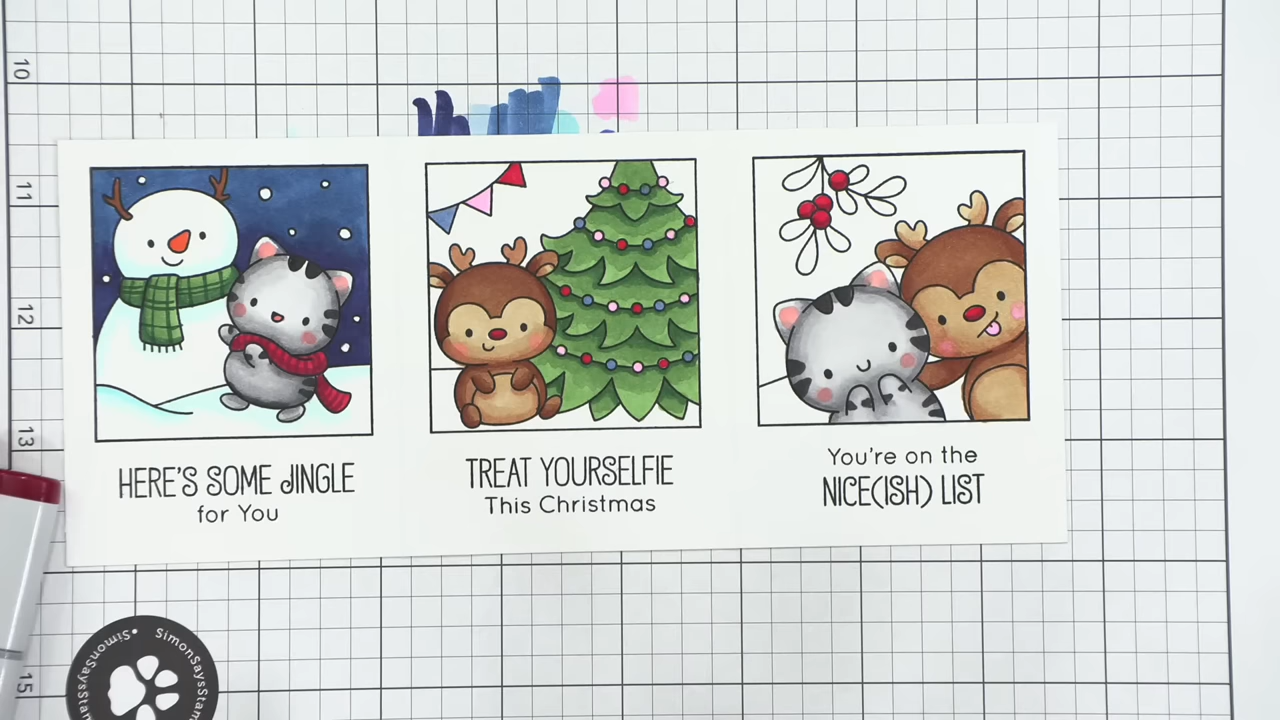 10
11
12
13
15
HERE'S SOME JINGLE
for You
TREAT YOURSELFIE
This Christmas
You're on the
NICE(ISH) LIST
SimonSaysStam